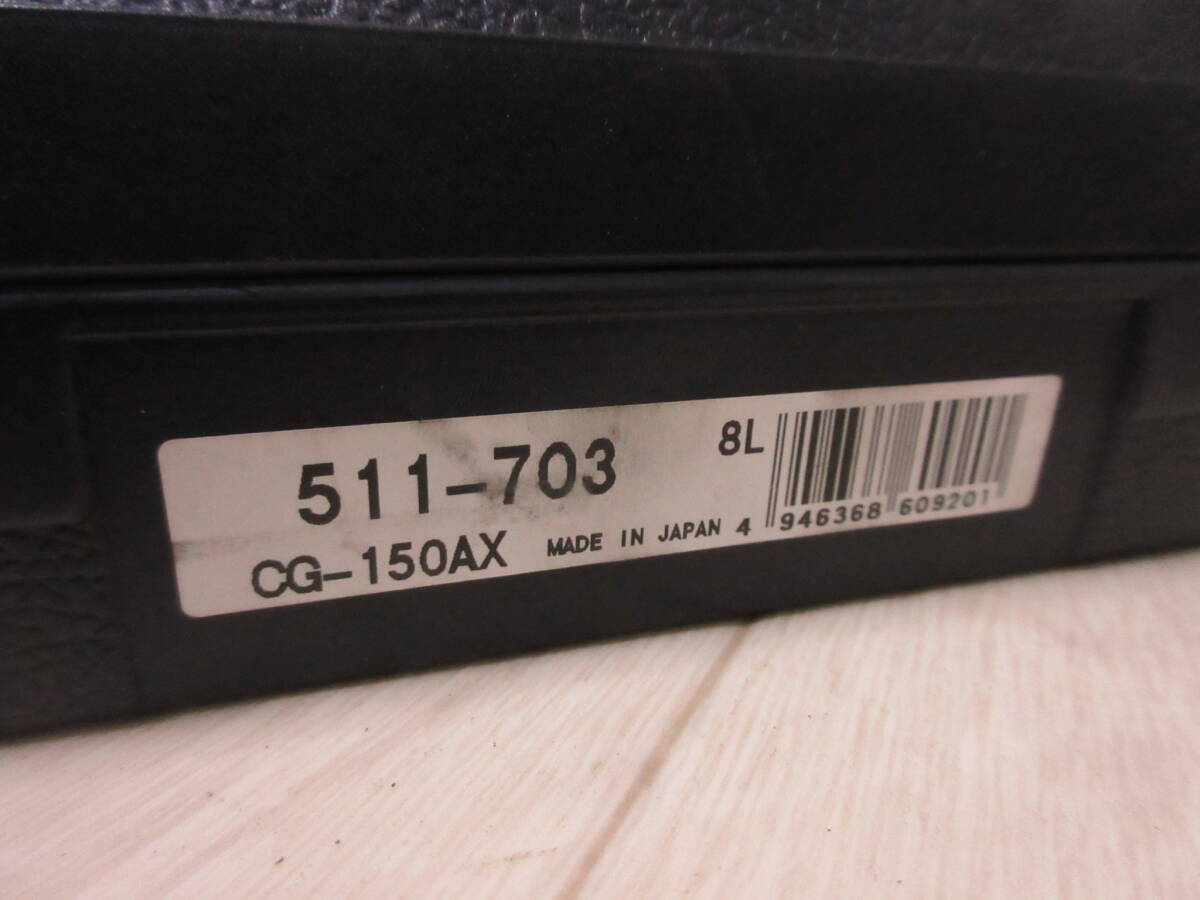 511-703 8L
CG-150AX MADE IN JAPAN 4 946368 609201